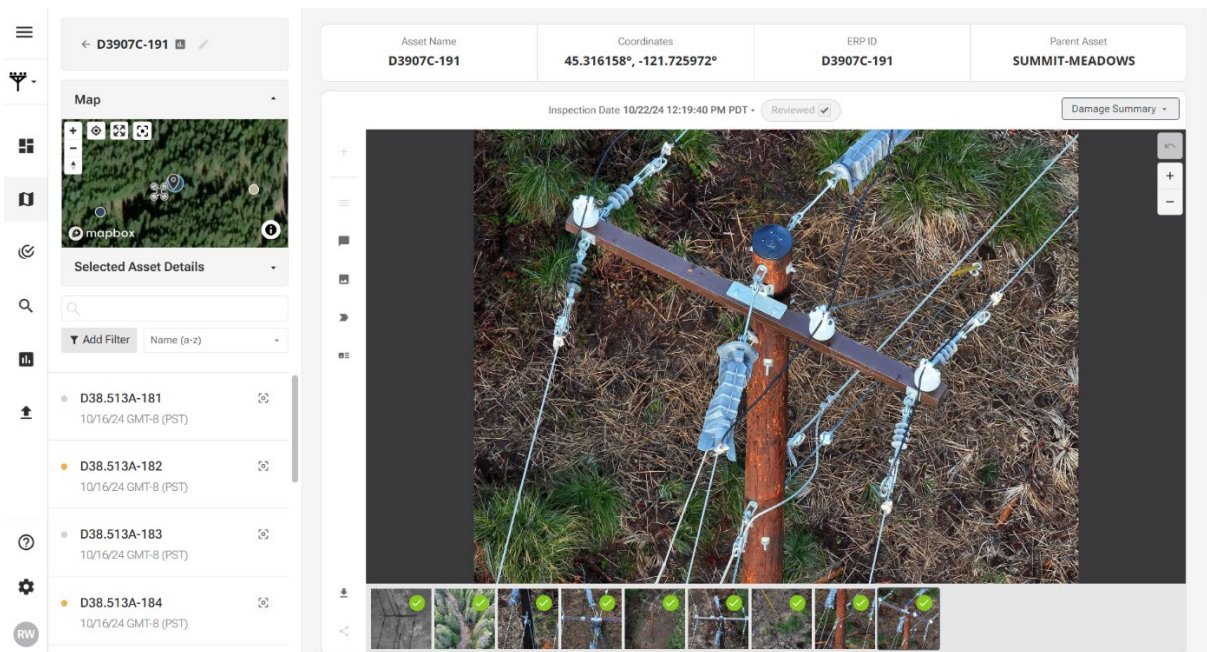 D3907C-191
Map
mapbox
Selected Asset Details
Add Filter
Name (a-z)
D38.513A-181
10/16/24 GMT-8 (PST)
D38.513A-182
10/16/24 GMT-8 (PST)
D38.513A-183
10/16/24 GMT-8 (PST)
D38.513A-184
10/16/24 GMT-8 (PST)
RW
Asset Name
D3907C-191
Coordinates
45.316158°, -121.725972°
ERP ID
D3907C-191
Parent Asset
SUMMIT-MEADOWS
Inspection Date 10/22/24 12:19:40 PM PDT
Reviewed
Damage Summary